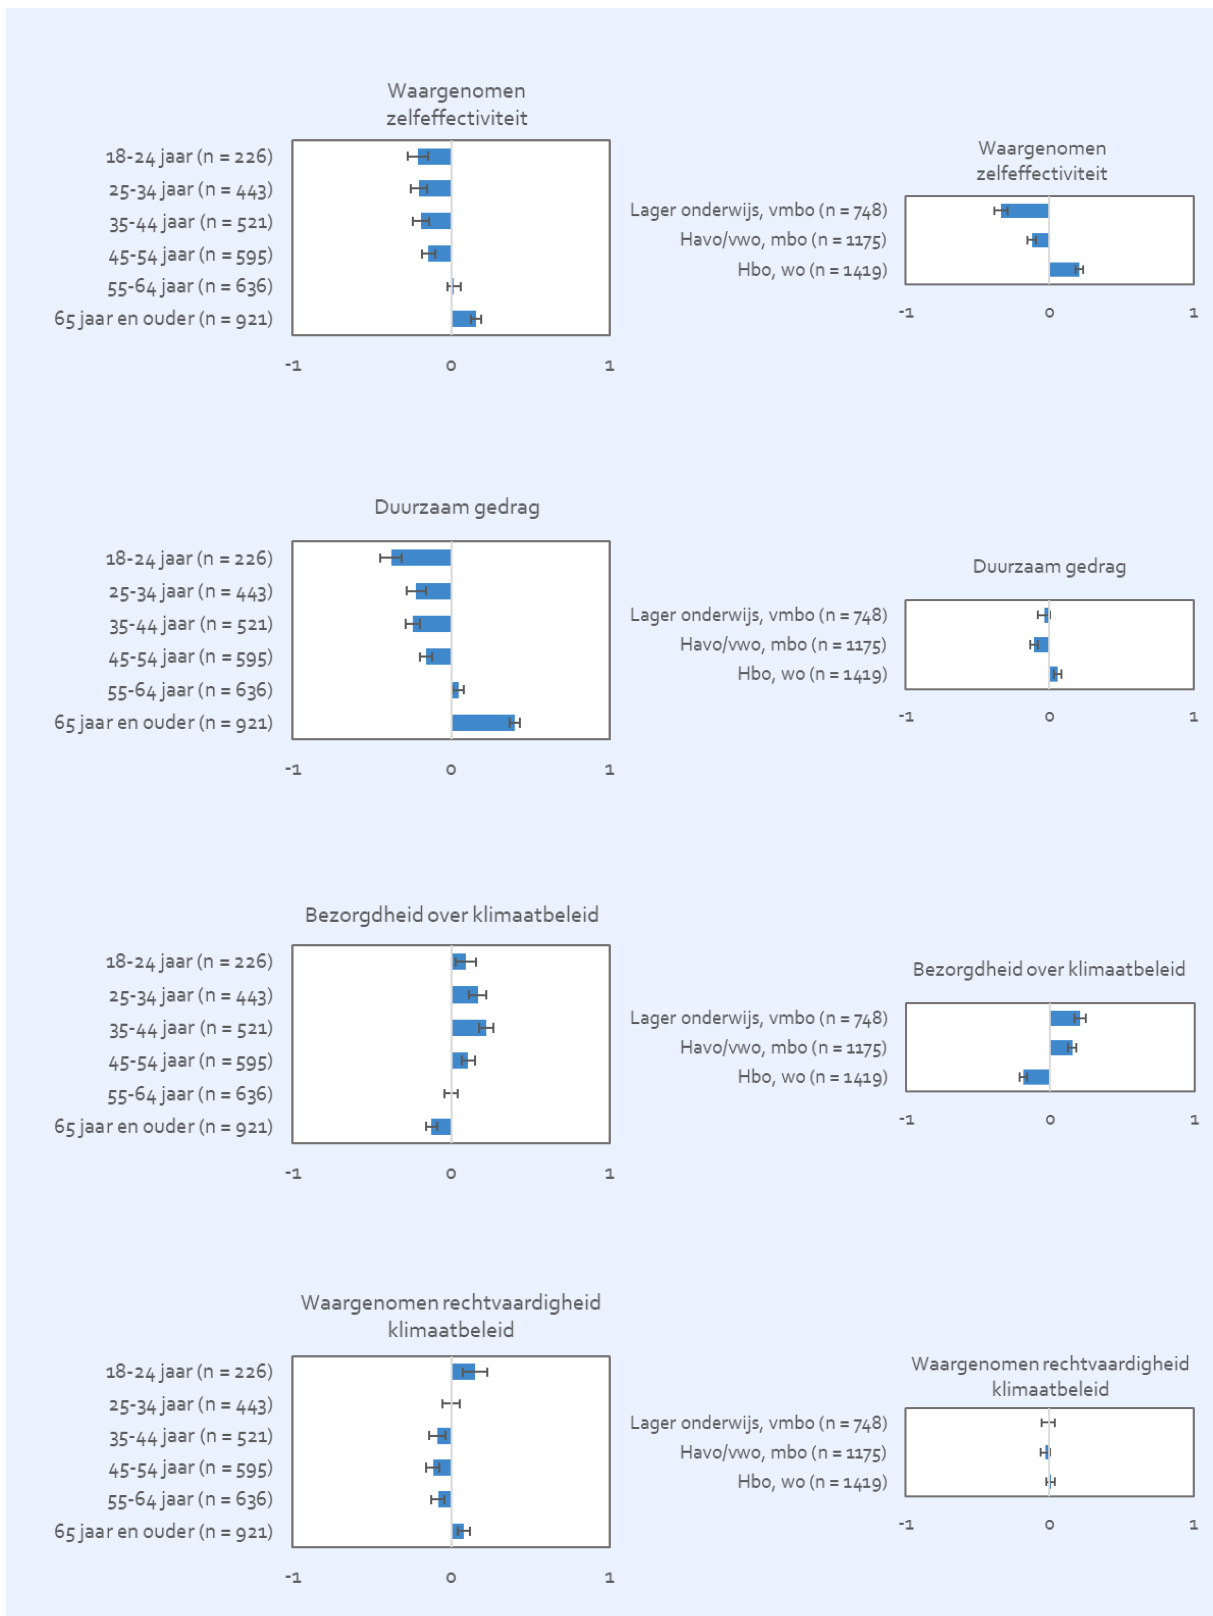 Waargenomen
zelfeffectiviteit
18-24 jaar (n = 226)
25-34 jaar (n = 443)
35-44 jaar (n = 521)
45-54 jaar (n = 595)
55-64 jaar (n = 636)
65 jaar en ouder (n = 921)
-1 0 1
Waargenomen
zelfeffectiviteit
Lager onderwijs, vmbo (n = 748)
Havo/vwo, mbo (n = 1175)
Hbo, wo (n = 1419)
-1 0 1
Duurzaam gedrag
18-24 jaar (n = 226)
25-34 jaar (n = 443)
35-44 jaar (n = 521)
45-54 jaar (n = 595)
55-64 jaar (n = 636)
65 jaar en ouder (n = 921)
-1 0 1
Duurzaam gedrag
Lager onderwijs, vmbo (n = 748)
Havo/vwo, mbo (n = 1175)
Hbo, wo (n = 1419)
-1 0 1
Bezorgdheid over klimaatbeleid
18-24 jaar (n = 226)
25-34 jaar (n = 443)
35-44 jaar (n = 521)
45-54 jaar (n = 595)
55-64 jaar (n = 636)
65 jaar en ouder (n = 921)
-1 0 1
Bezorgdheid over klimaatbeleid
Lager onderwijs, vmbo (n = 748)
Havo/vwo, mbo (n = 1175)
Hbo, wo (n = 1419)
-1 0 1
Waargenomen rechtvaardigheid
klimaatbeleid
18-24 jaar (n = 226)
25-34 jaar (n = 443)
35-44 jaar (n = 521)
45-54 jaar (n = 595)
55-64 jaar (n = 636)
65 jaar en ouder (n = 921)
-1 0 1
Waargenomen rechtvaardigheid
klimaatbeleid
Lager onderwijs, vmbo (n = 748)
Havo/vwo, mbo (n = 1175)
Hbo, wo (n = 1419)
-1 0 1